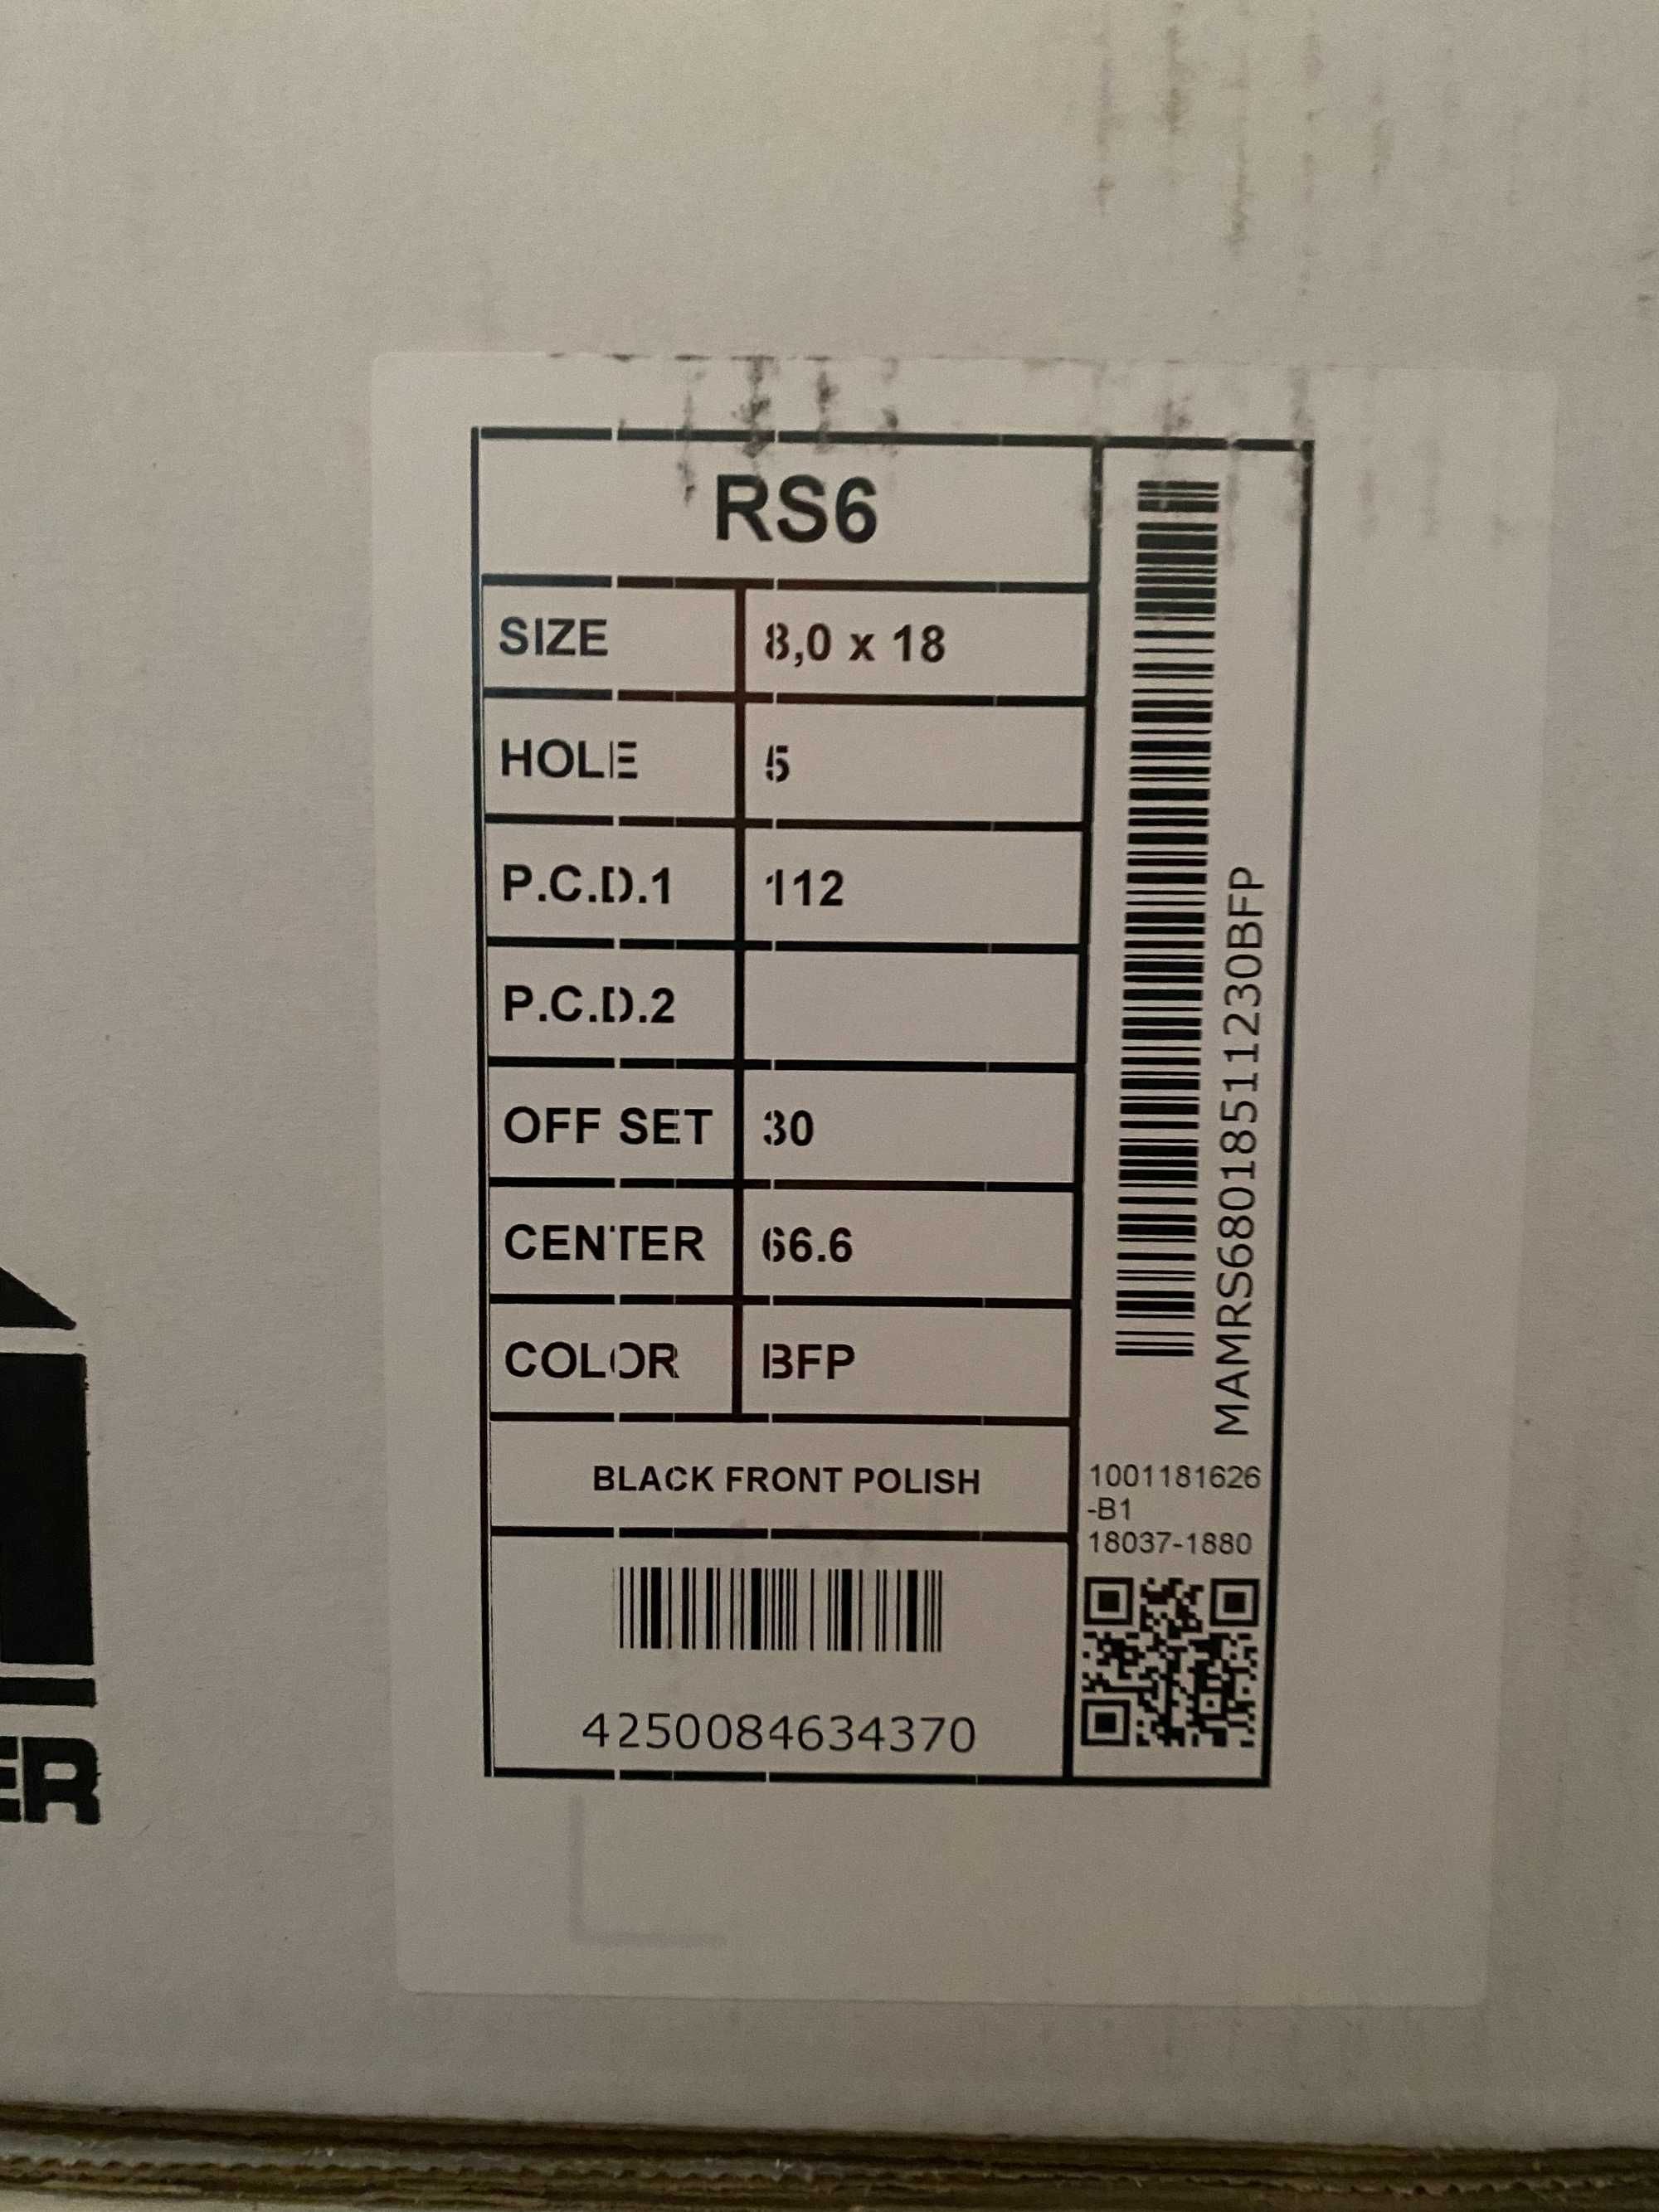 RS6
SIZE 8,0 x 18
HOLE 5
P.C.D.1 112
P.C.D.2
OFF SET 30
CENTER 66.6
COLOR BFP
BLACK FRONT POLISH
4250084634370
MAMRS68018511230BFP
1001181626
-B1
18037-1880
ER